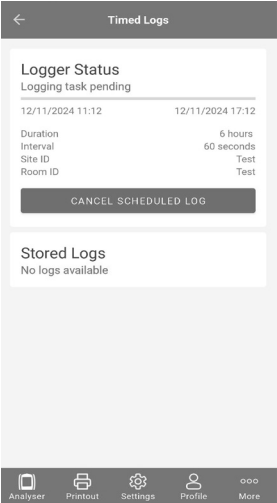 Timed Logs
Logger Status
Logging task pending
12/11/2024 11:12 12/11/2024 17:12
Duration 6 hours
Interval 60 seconds
Site ID Test
Room ID Test
CANCEL SCHEDULED LOG
Stored Logs
No logs available
Analyser Printout Settings Profile More